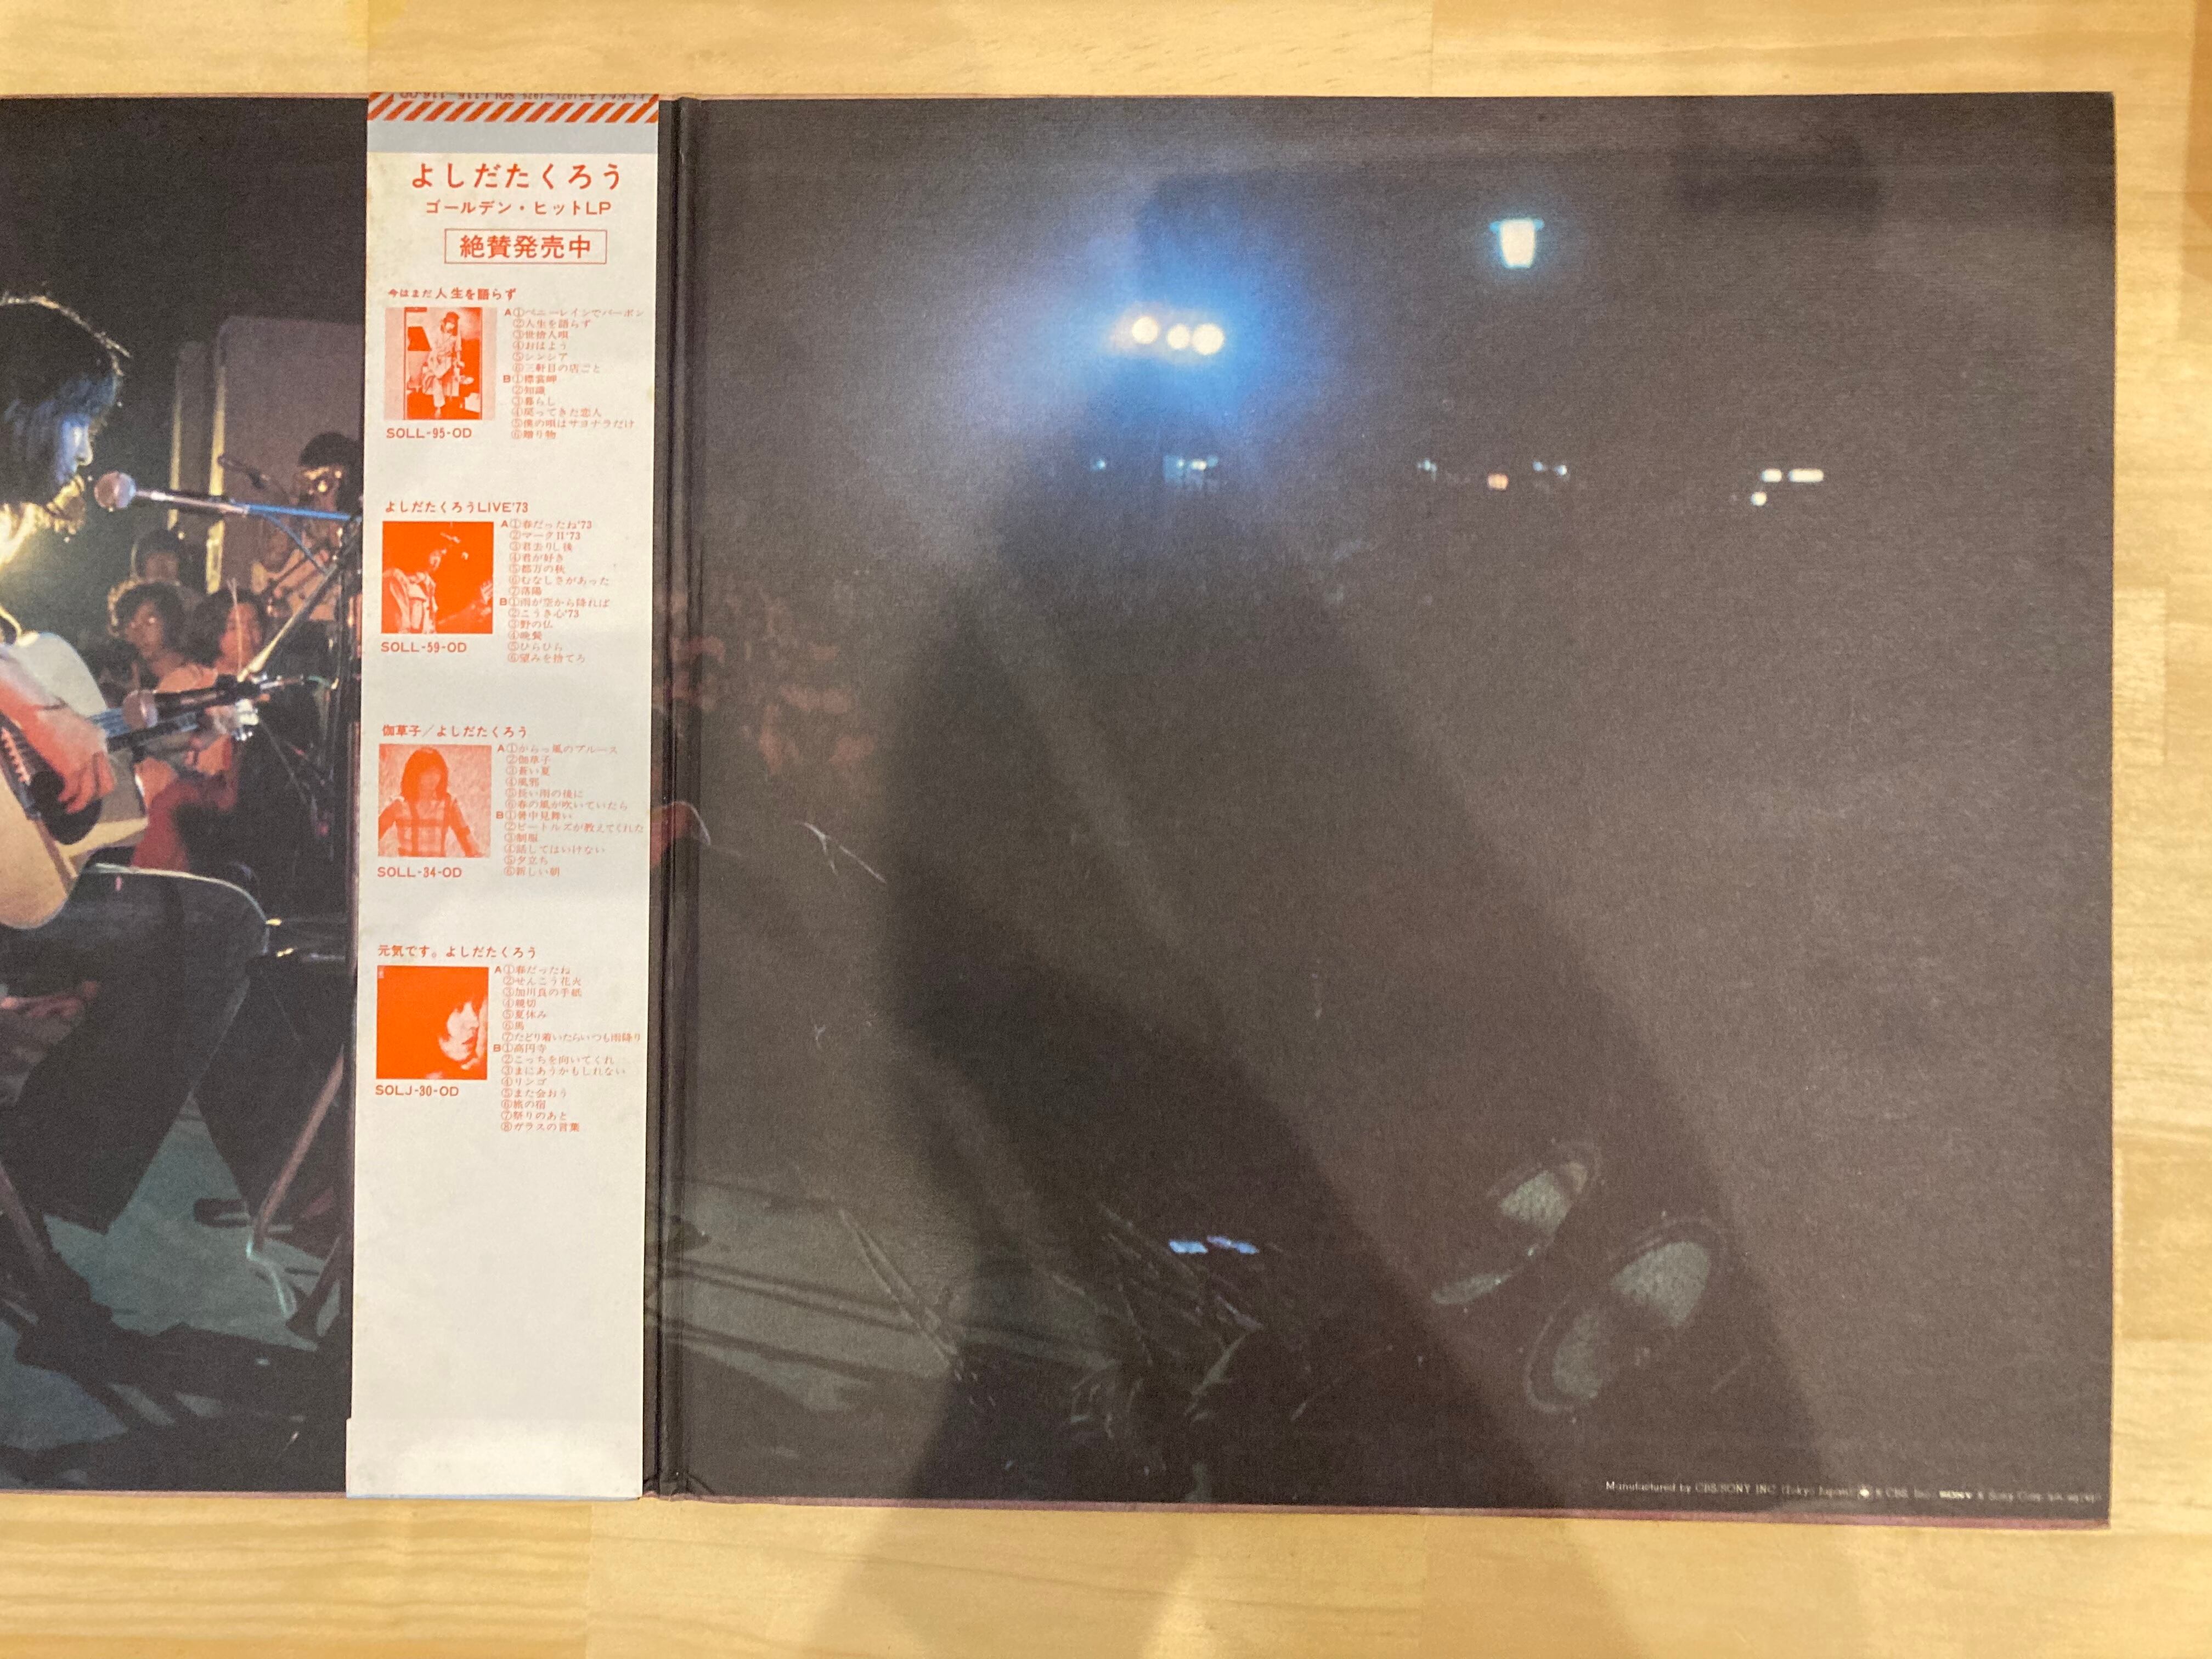 よしだたくろう
ゴールデン・ヒットLP
絶賛発売中
今はまだ人生を語らず
A①ペニーレインでバーボン
②人生を語らず
③世捨人唄
④おはよう
⑤シンシア
⑥三軒目の店ごと
B①襟裳岬
②知識
③暮らし
④戻ってきた恋人
⑤僕の唄はサヨナラだけ
⑥贈り物
SOLL-95-OD
よしだたくろうLIVE'73
A①春だったね'73
②マークII'73
③君去りし後
④君が好き
⑤都万の秋
⑥むなしさがあった
⑦落陽
B①雨が空から降れば
②こうき心'73
③野の仏
④晩餐
⑤ひらひら
⑥望みを捨てろ
SOLL-59-OD
伽草子／よしだたくろう
A①からっ風のブルース
②伽草子
③蒼い夏
④風邪
⑤長い雨の後に
⑥春の風が吹いていたら
B①暑中見舞い
②ビートルズが教えてくれた
③制服
④話してはいけない
⑤夕立ち
⑥新しい朝
SOLL-34-OD
元気です。よしだたくろう
A①春だったね
②せんこう花火
③加川良の手紙
④親切
⑤夏休み
⑥馬
⑦たどり着いたらいつも雨降り
B①高円寺
②こっちを向いてくれ
③まにあうかもしれない
④リンゴ
⑤また会おう
⑥旅の宿
⑦祭りのあと
⑧ガラスの言葉
SOLJ-30-OD
Manufactured by CBS/SONY INC. (Tokyo Japan) CBS Inc. SONY Sony Corp.